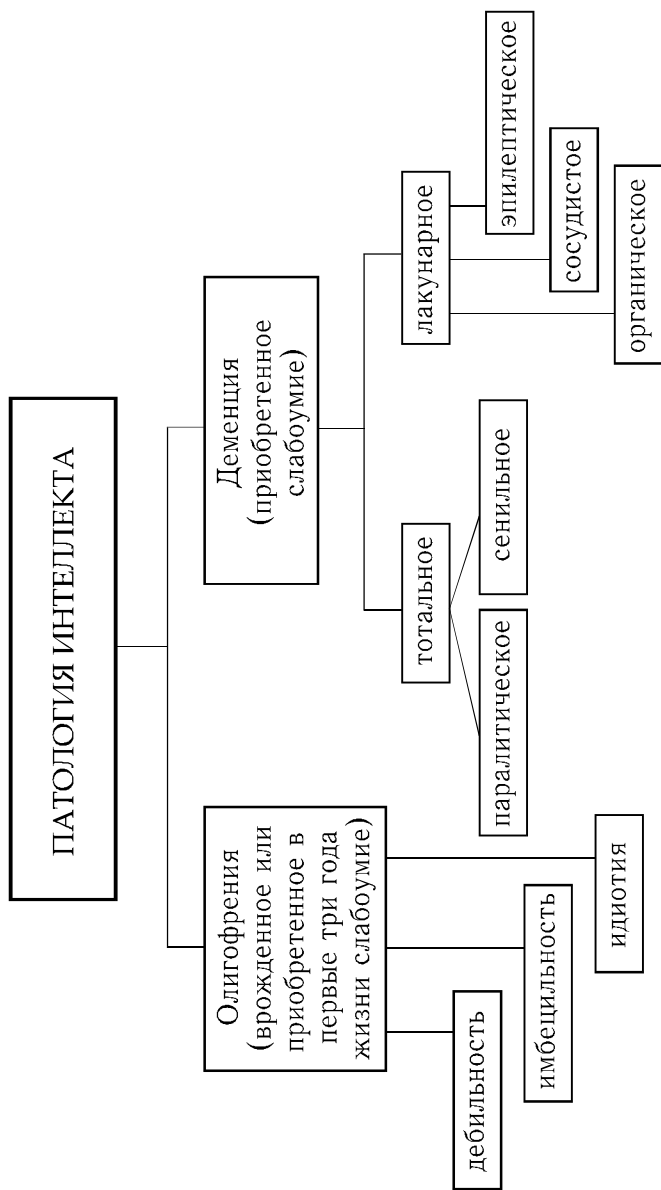 ПАТОЛОГИЯ ИНТЕЛЛЕКТА
Олигофрения
(врожденное или
приобретенное в
первые три года
жизни слабоумие)
Деменция
(приобретенное
слабоумие)
дебильность
имбецильность
идиотия
тотальное
лакунарное
паралитическое
сенильное
органическое
сосудистое
эпилептическое